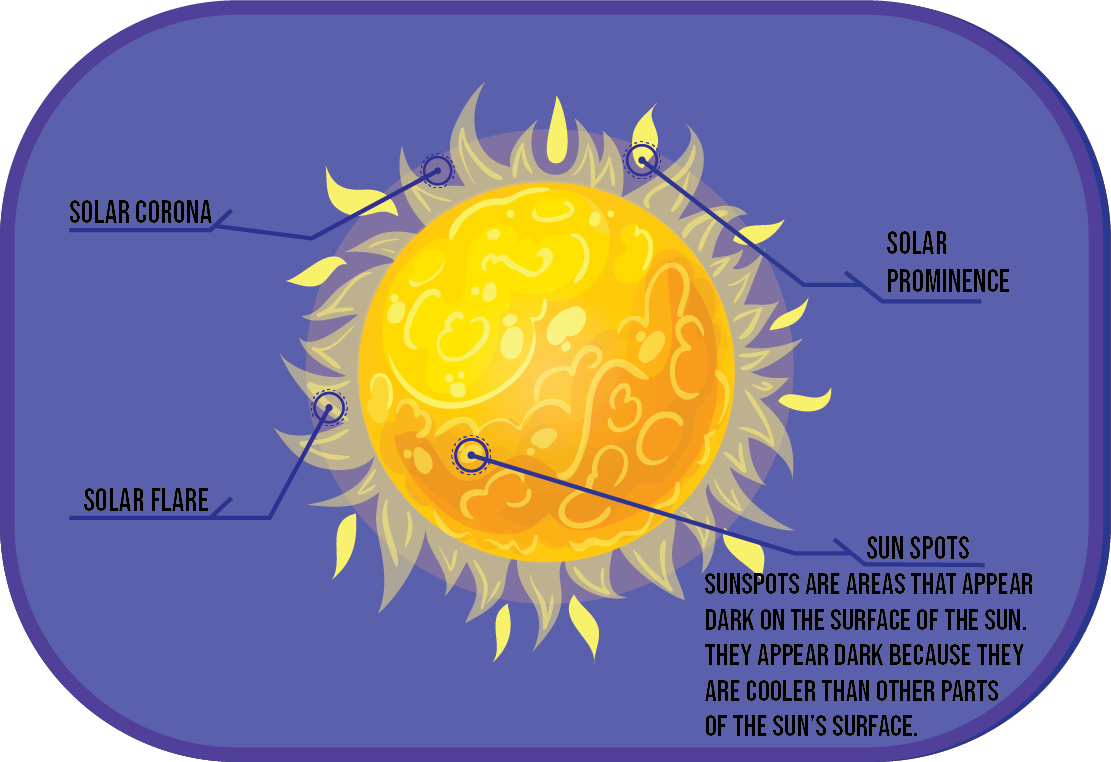 SOLAR CORONA
SOLAR
PROMINENCE
SOLAR FLARE
SUN SPOTS
SUNSPOTS ARE AREAS THAT APPEAR
DARK ON THE SURFACE OF THE SUN.
THEY APPEAR DARK BECAUSE THEY
ARE COOLER THAN OTHER PARTS
OF THE SUN'S SURFACE.